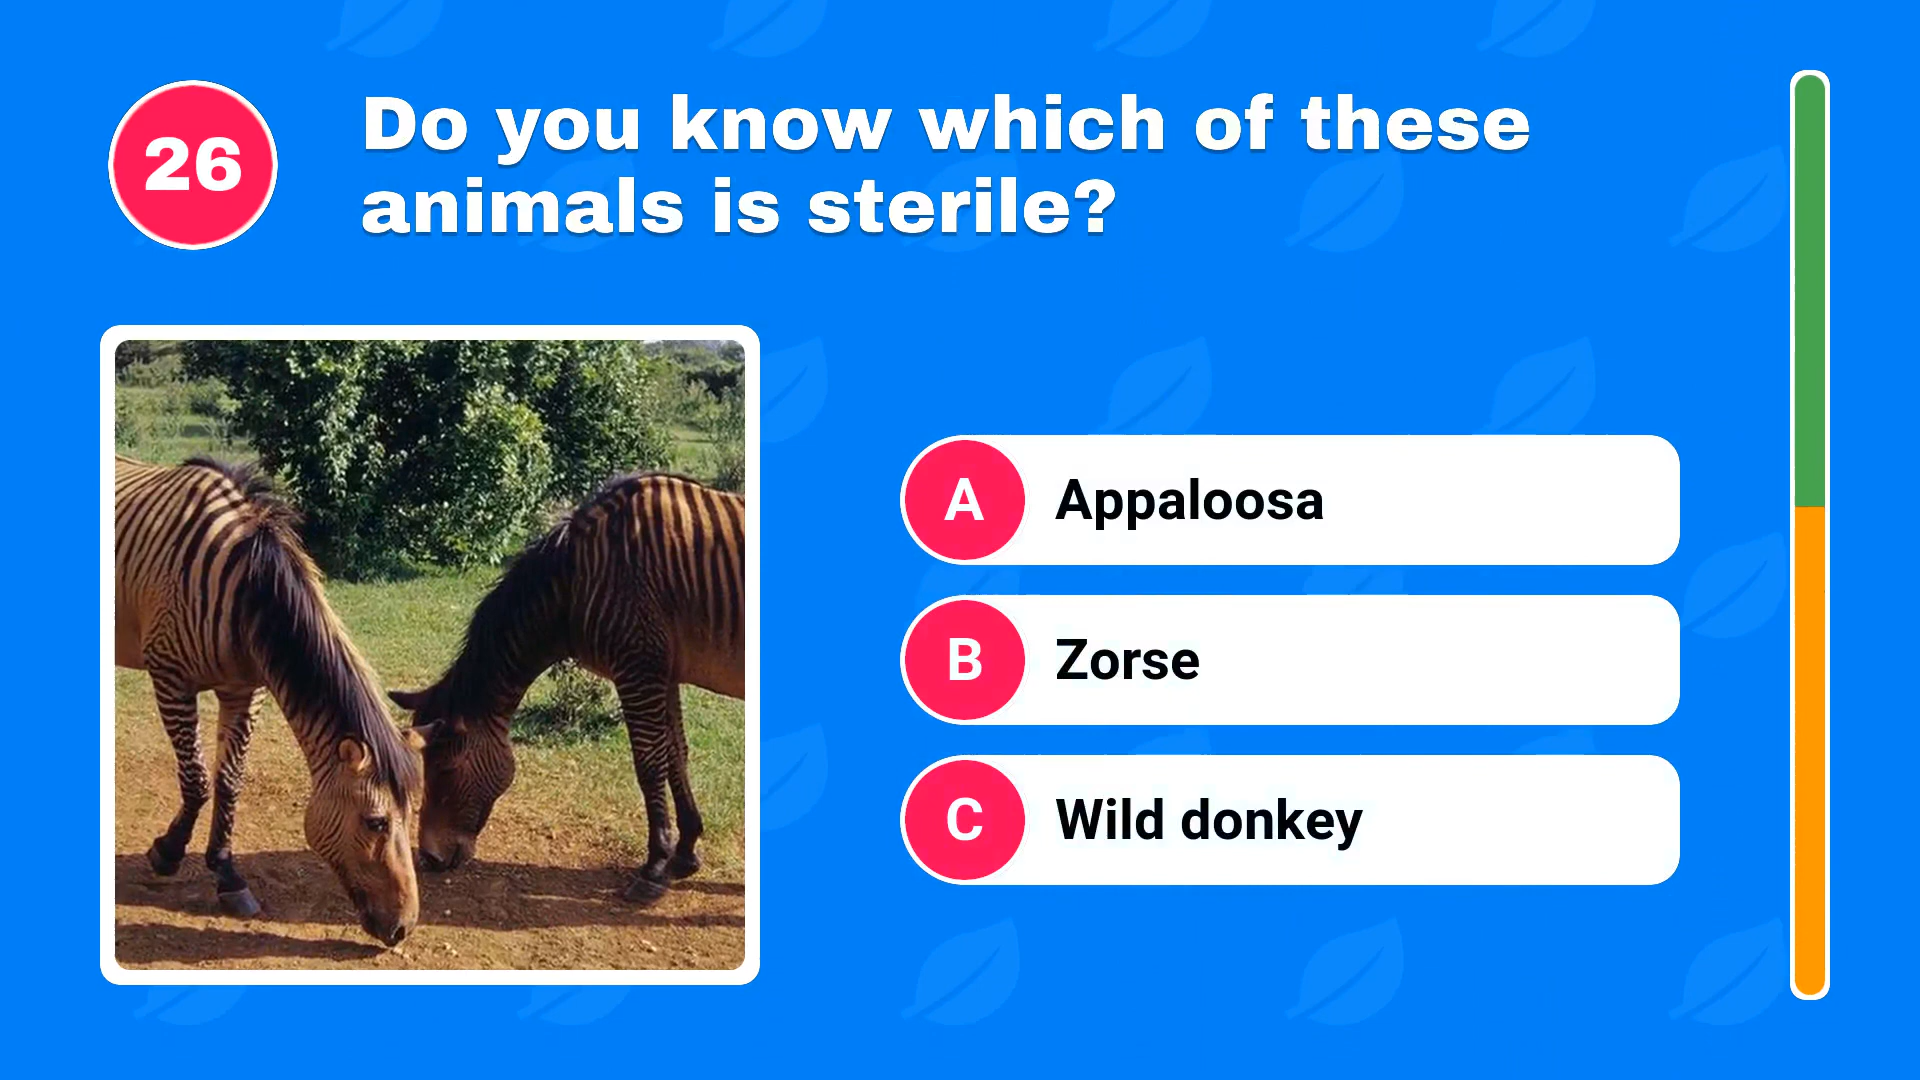 26
Do you know which of these
animals is sterile?
A Appaloosa
B Zorse
C Wild donkey